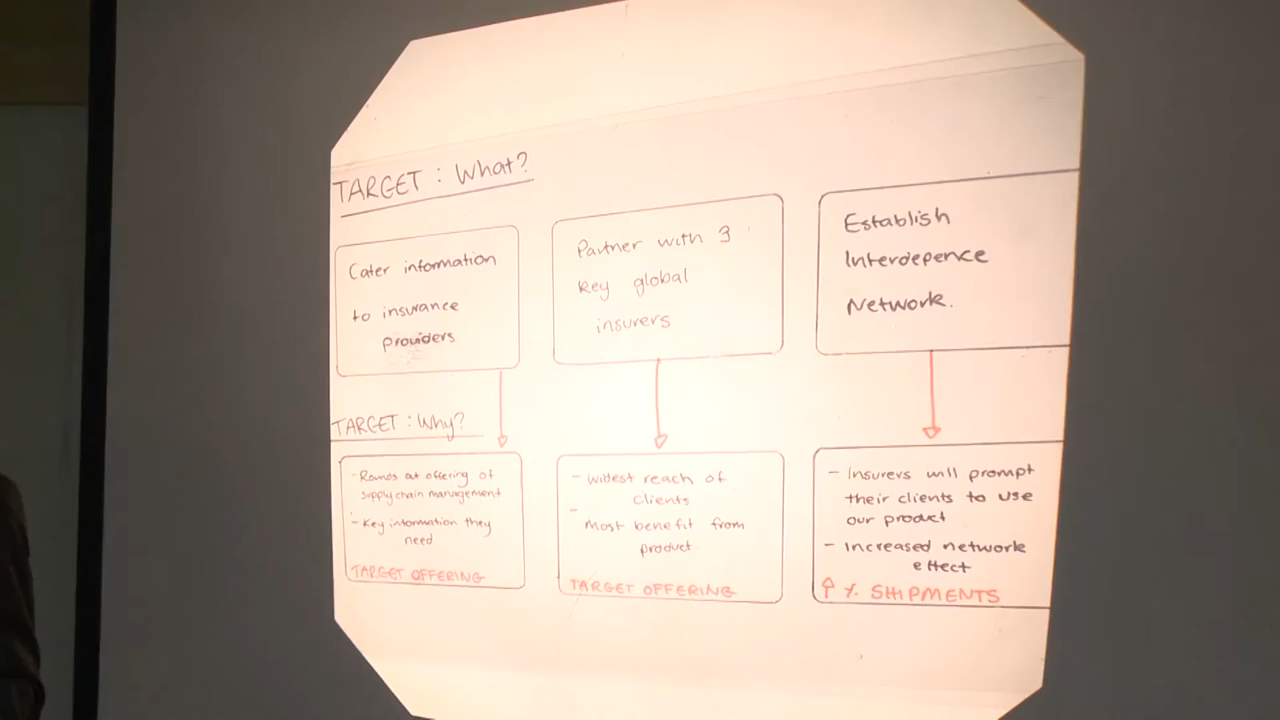 TARGET : What?
Cater information
to insurance
providers
Partner with 3
key global
insurers
Establish
Interdepence
Network.
TARGET : Why?
- Rounds out offering of
supply chain management
- Key information they
need
TARGET OFFERING
- Widest reach of
clients
- Most benefit from
product.
TARGET OFFERING
- Insurers will prompt
their clients to use
our product
- Increased network
effect
↑ % SHIPMENTS